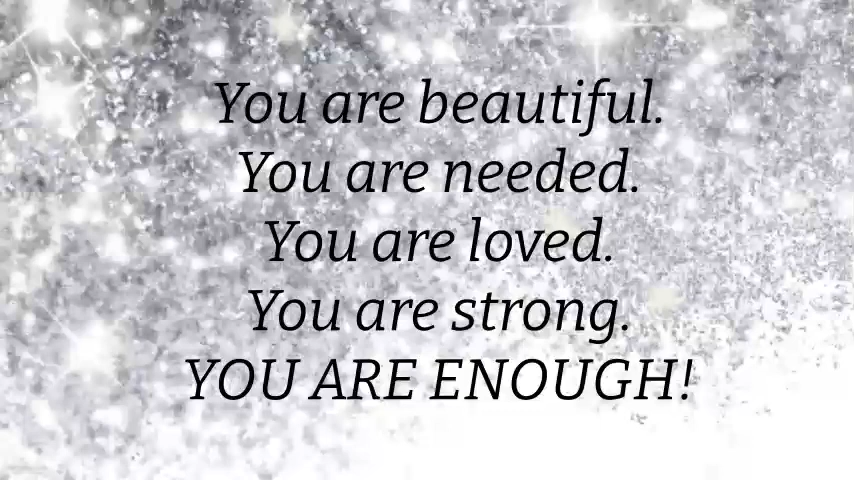 You are beautiful.
You are needed.
You are loved.
You are strong.
YOU ARE ENOUGH!